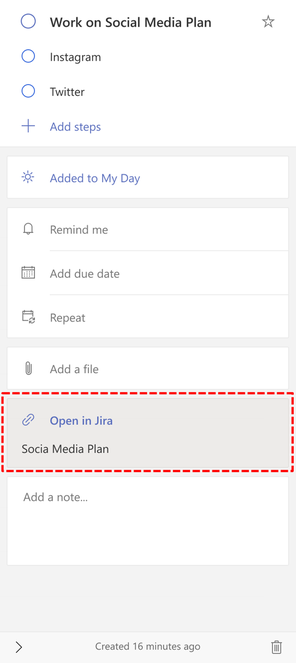 Work on Social Media Plan
Instagram
Twitter
Add steps
Added to My Day
Remind me
Add due date
Repeat
Add a file
Open in Jira
Socia Media Plan
Add a note...
Created 16 minutes ago